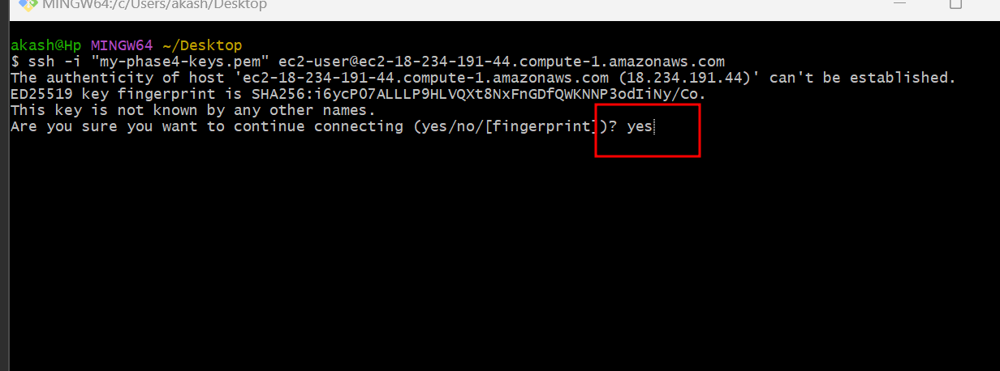 MINGW64:/c/Users/akash/Desktop
akash@Hp MINGW64 ~/Desktop
$ ssh -i "my-phase4-keys.pem" ec2-user@ec2-18-234-191-44.compute-1.amazonaws.com
The authenticity of host 'ec2-18-234-191-44.compute-1.amazonaws.com (18.234.191.44)' can't be established.
ED25519 key fingerprint is SHA256:i6ycPO7ALLLP9HLVQXt8NxFnGDfQWKNNP3odIiNy/Co.
This key is not known by any other names.
Are you sure you want to continue connecting (yes/no/[fingerprint])? yes